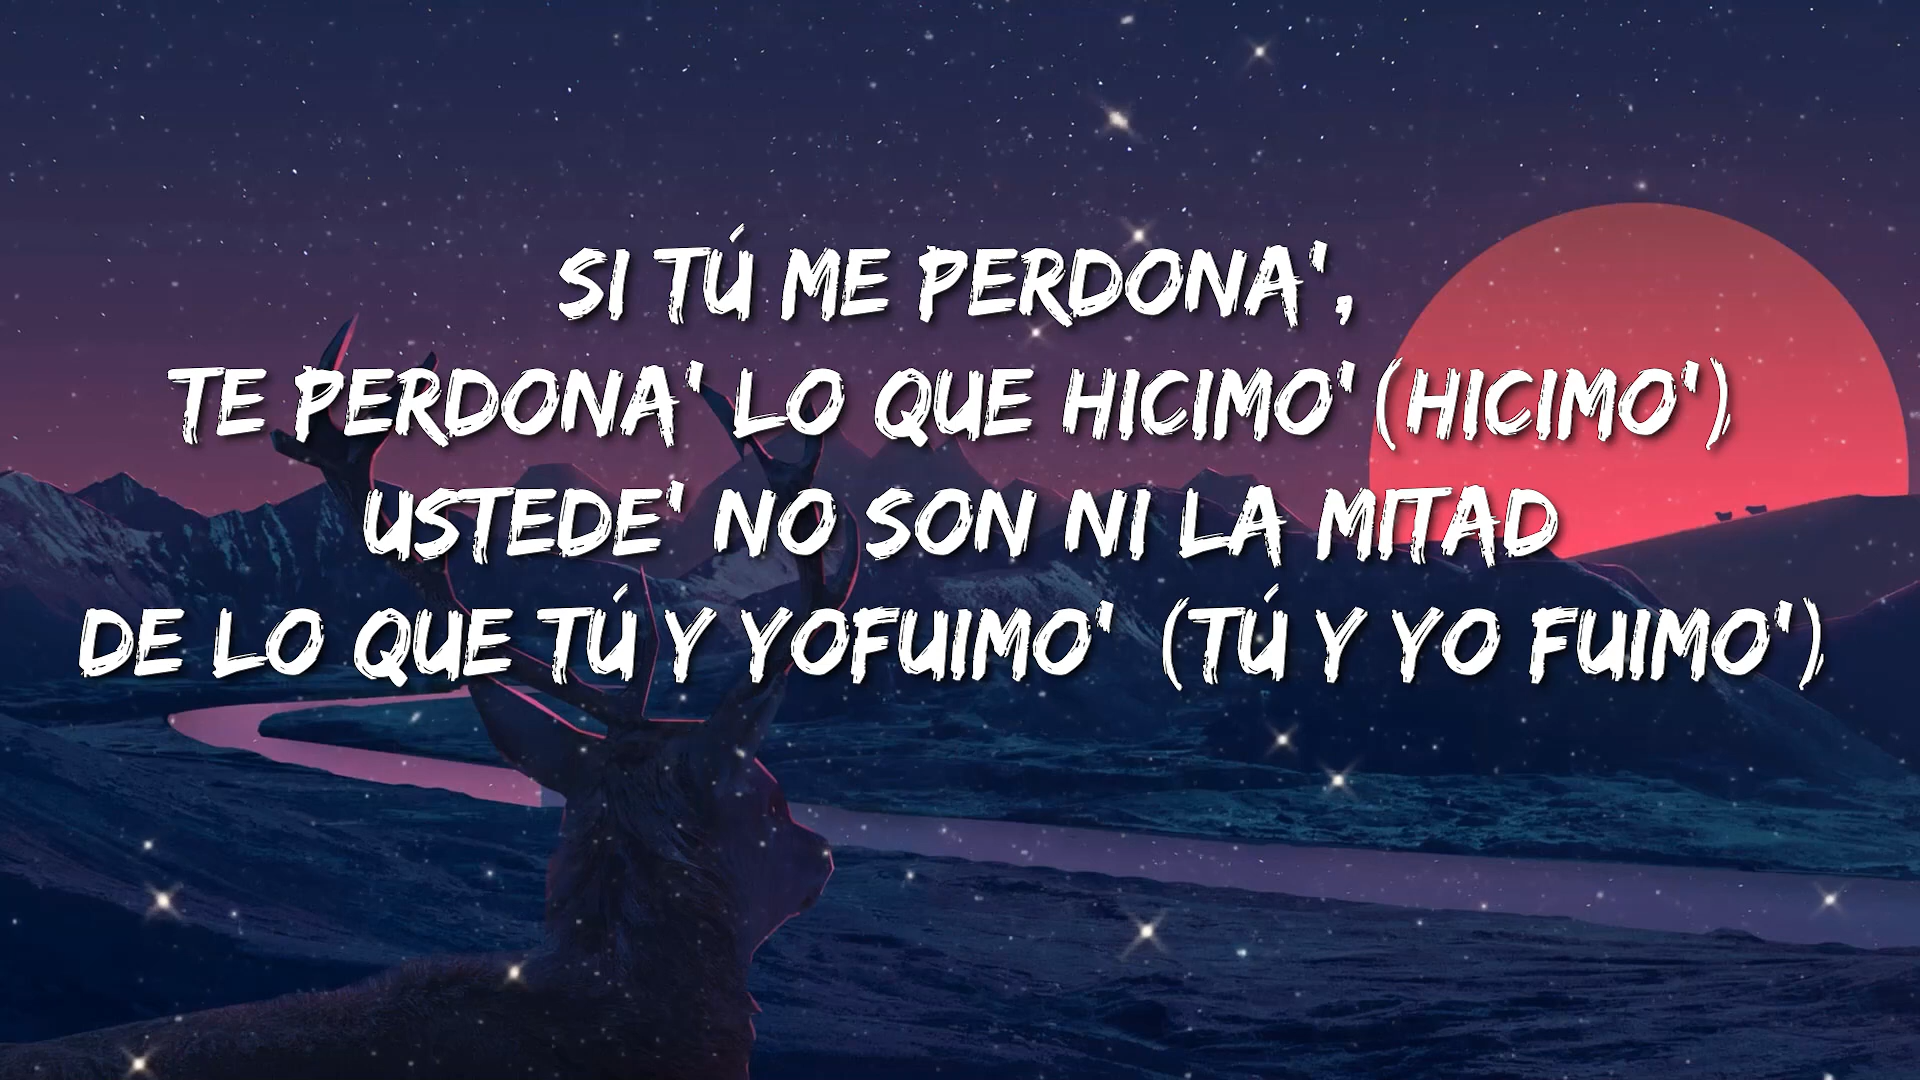 SI TÚ ME PERDONA',
TE PERDONA' LO QUE HICIMO' (HICIMO')
USTEDE' NO SON NI LA MITAD
DE LO QUE TÚ Y YOFUIMO' (TÚ Y YO FUIMO')